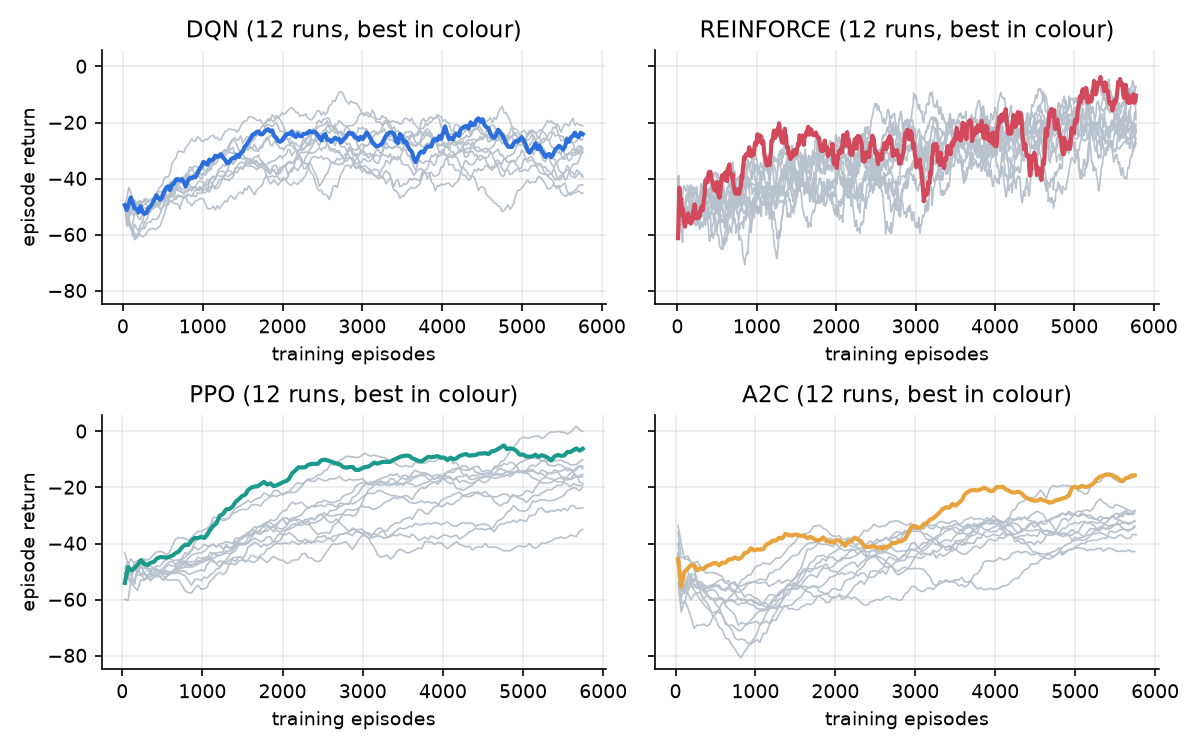 DQN (12 runs, best in colour)
REINFORCE (12 runs, best in colour)
0
−20
−40
−60
−80
episode return
0 1000 2000 3000 4000 5000 6000
training episodes
0 1000 2000 3000 4000 5000 6000
training episodes
PPO (12 runs, best in colour)
A2C (12 runs, best in colour)
0
−20
−40
−60
−80
episode return
0 1000 2000 3000 4000 5000 6000
training episodes
0 1000 2000 3000 4000 5000 6000
training episodes